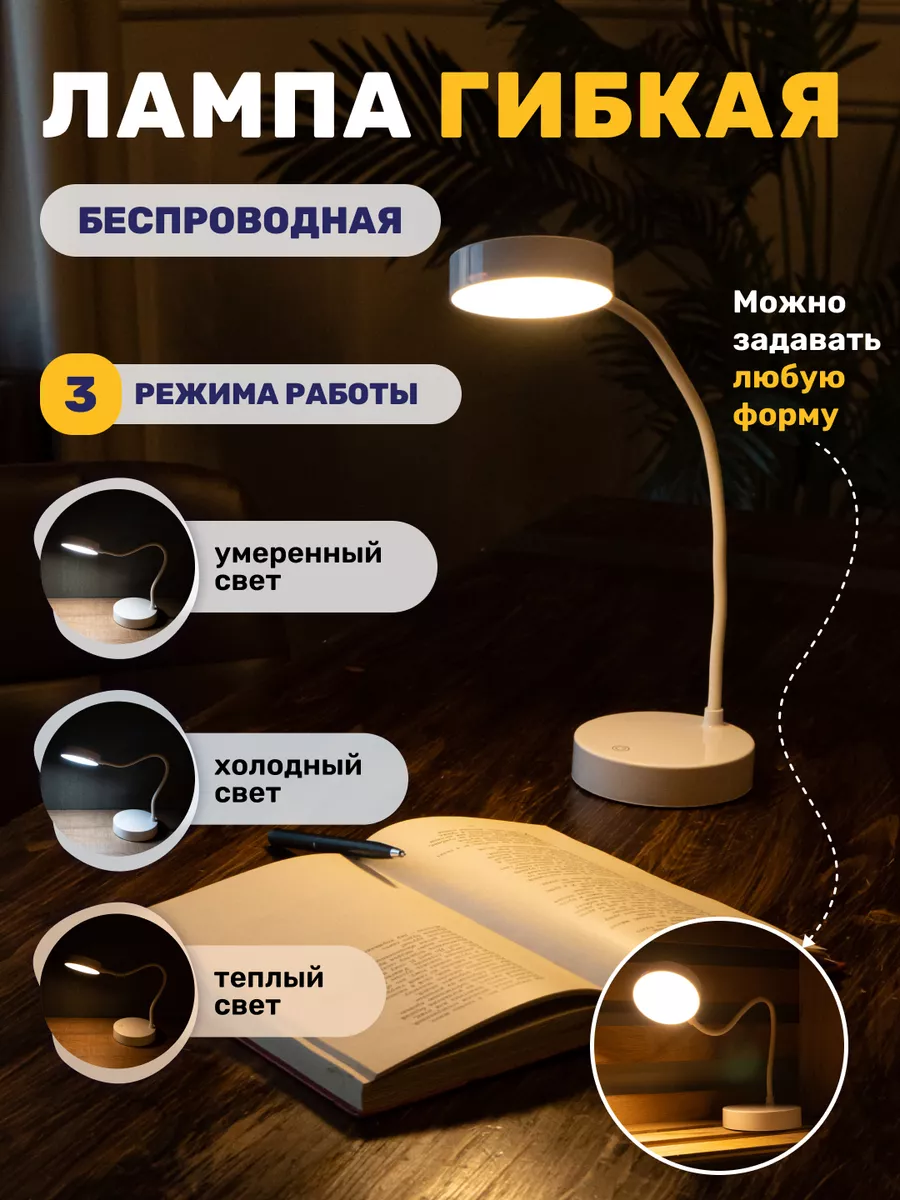 ЛАМПА ГИБКАЯ
БЕСПРОВОДНАЯ
Можно
задавать
любую
форму
3 РЕЖИМА РАБОТЫ
умеренный
свет
холодный
свет
теплый
свет